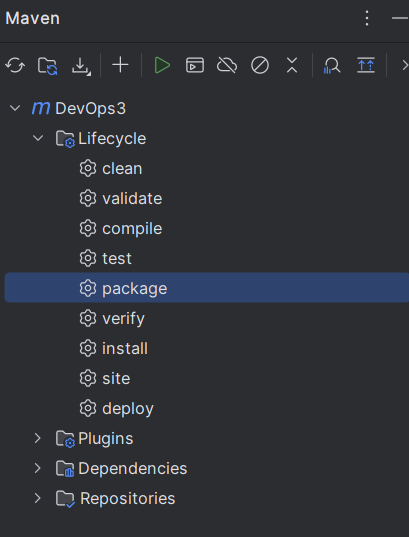 Maven
m DevOps3
Lifecycle
clean
validate
compile
test
package
verify
install
site
deploy
Plugins
Dependencies
Repositories